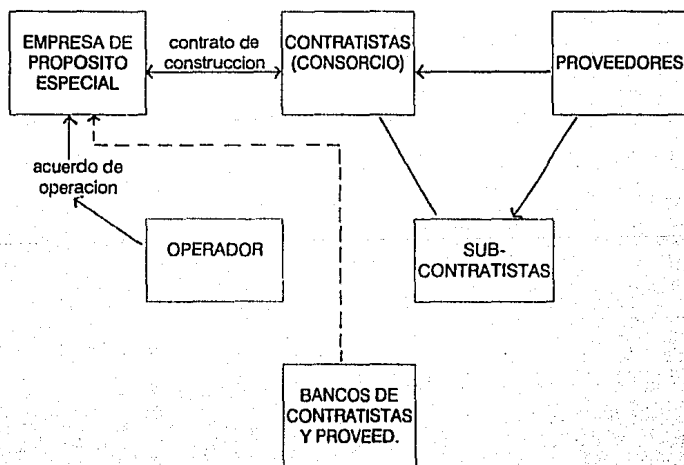 EMPRESA DE
PROPOSITO
ESPECIAL
contrato de
construccion
CONTRATISTAS
(CONSORCIO)
PROVEEDORES
acuerdo de
operacion
OPERADOR
SUB-
CONTRATISTAS
BANCOS DE
CONTRATISTAS
Y PROVEED.